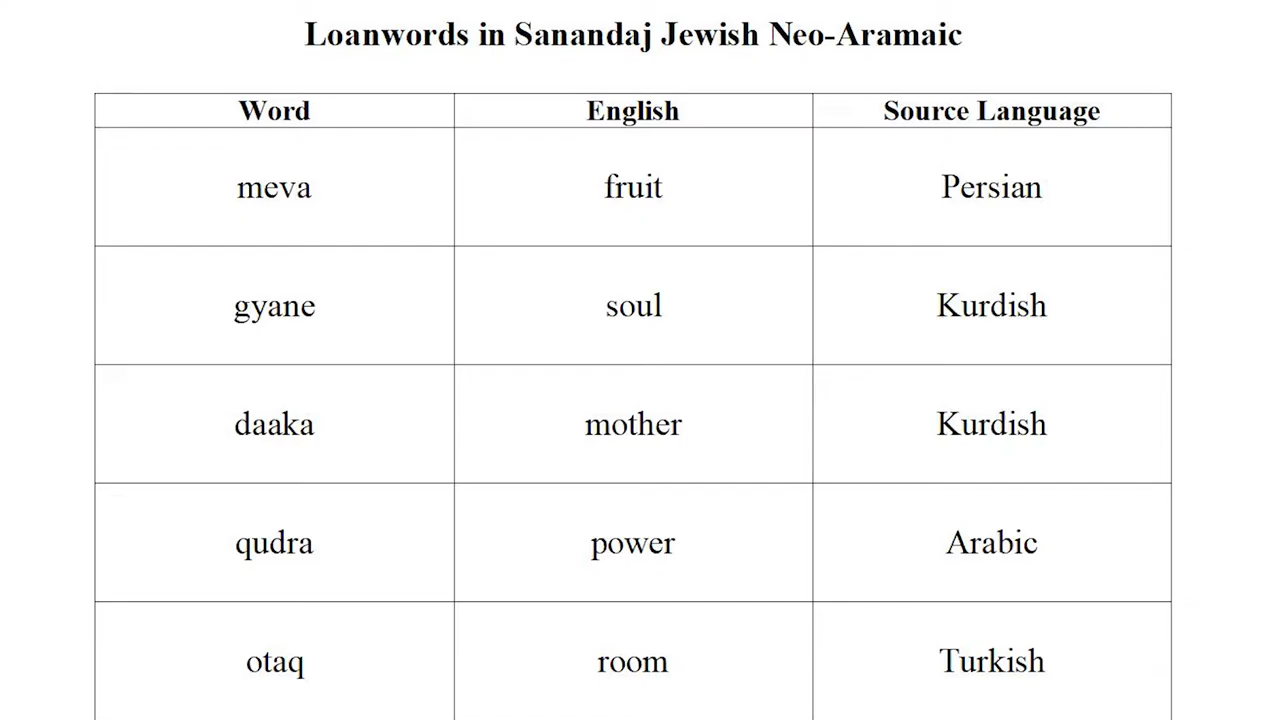 Loanwords in Sanandaj Jewish Neo-Aramaic
Word English Source Language
meva fruit Persian
gyane soul Kurdish
daaka mother Kurdish
qudra power Arabic
otaq room Turkish